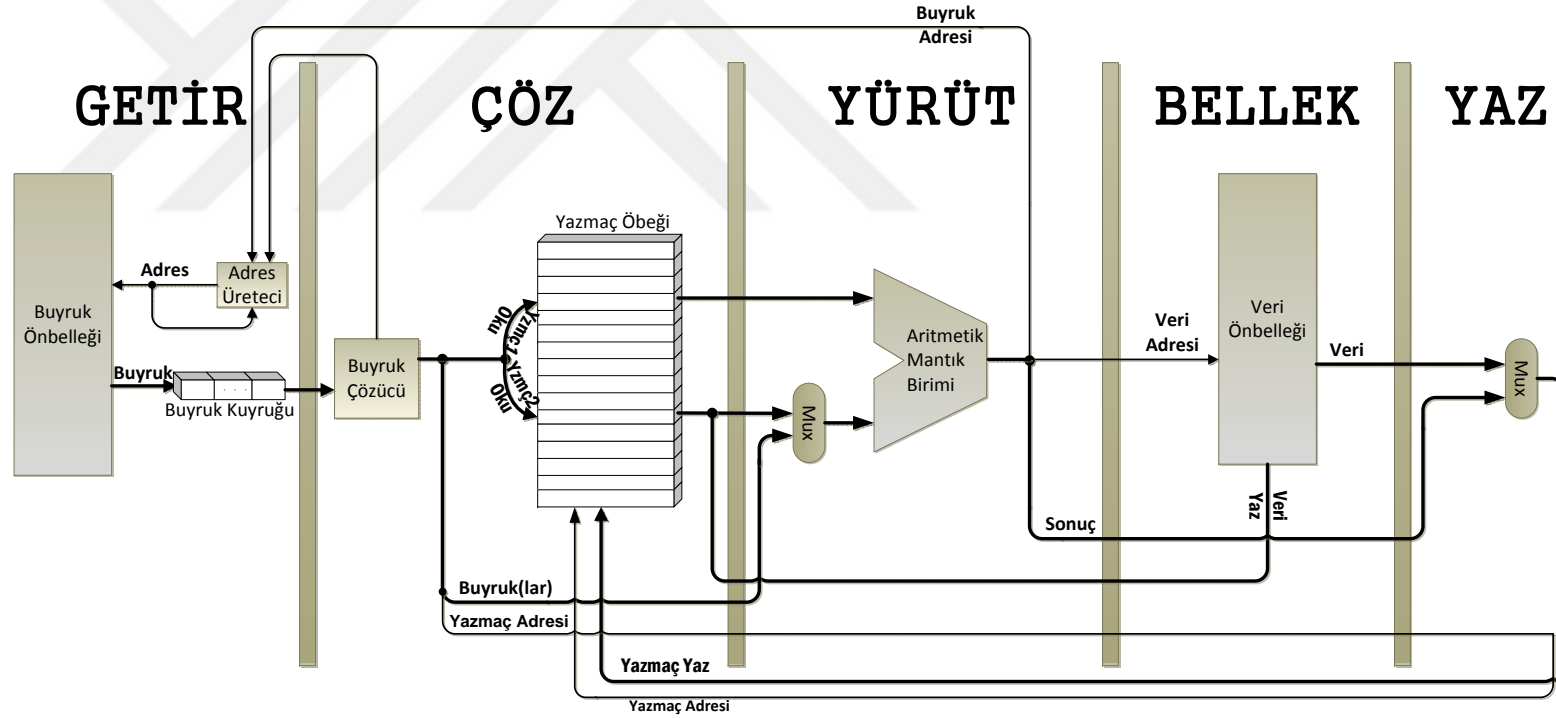 Buyruk
Adresi
GETİR
ÇÖZ
YÜRÜT
BELLEK
YAZ
Yazmaç Öbeği
Adres
Adres
Üreteci
Buyruk
Önbelleği
Buyruk
Buyruk Kuyruğu
Buyruk
Çözücü
Yzmç1
Oku
Yzmç2
Oku
Mux
Aritmetik
Mantık
Birimi
Veri
Adresi
Veri
Önbelleği
Veri
Mux
Veri
Yaz
Sonuç
Buyruk(lar)
Yazmaç Adresi
Yazmaç Yaz
Yazmaç Adresi